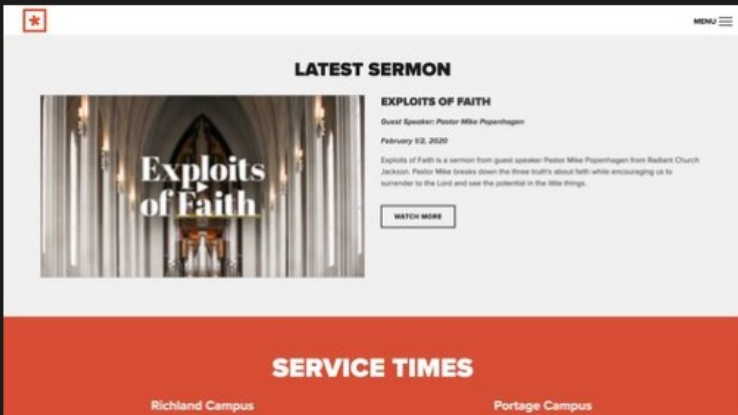 MENU
LATEST SERMON
Exploits
of Faith
EXPLOITS OF FAITH
Guest Speaker: Pastor Mike Popenhagen
February 1/2, 2020
Exploits of Faith is a sermon from guest speaker Pastor Mike Popenhagen from Radiant Church
Jackson. Pastor Mike breaks down the three truth's about faith while encouraging us to
surrender to the Lord and see the potential in the little things.
WATCH MORE
SERVICE TIMES
Richland Campus
Portage Campus